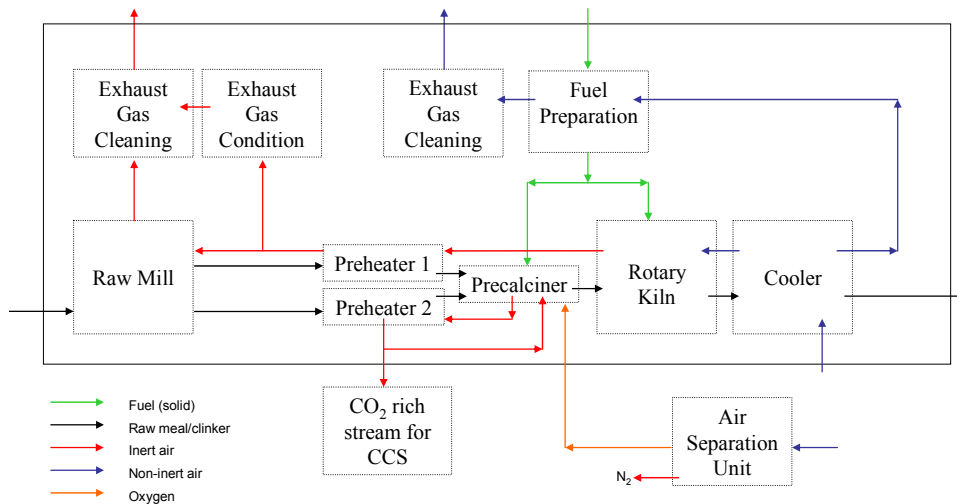 Exhaust
Gas
Cleaning
Exhaust
Gas
Condition
Exhaust
Gas
Cleaning
Fuel
Preparation
Raw Mill
Preheater 1
Preheater 2
Precalciner
Rotary
Kiln
Cooler
CO₂ rich
stream for
CCS
Air
Separation
Unit
N₂
Fuel (solid)
Raw meal/clinker
Inert air
Non-inert air
Oxygen